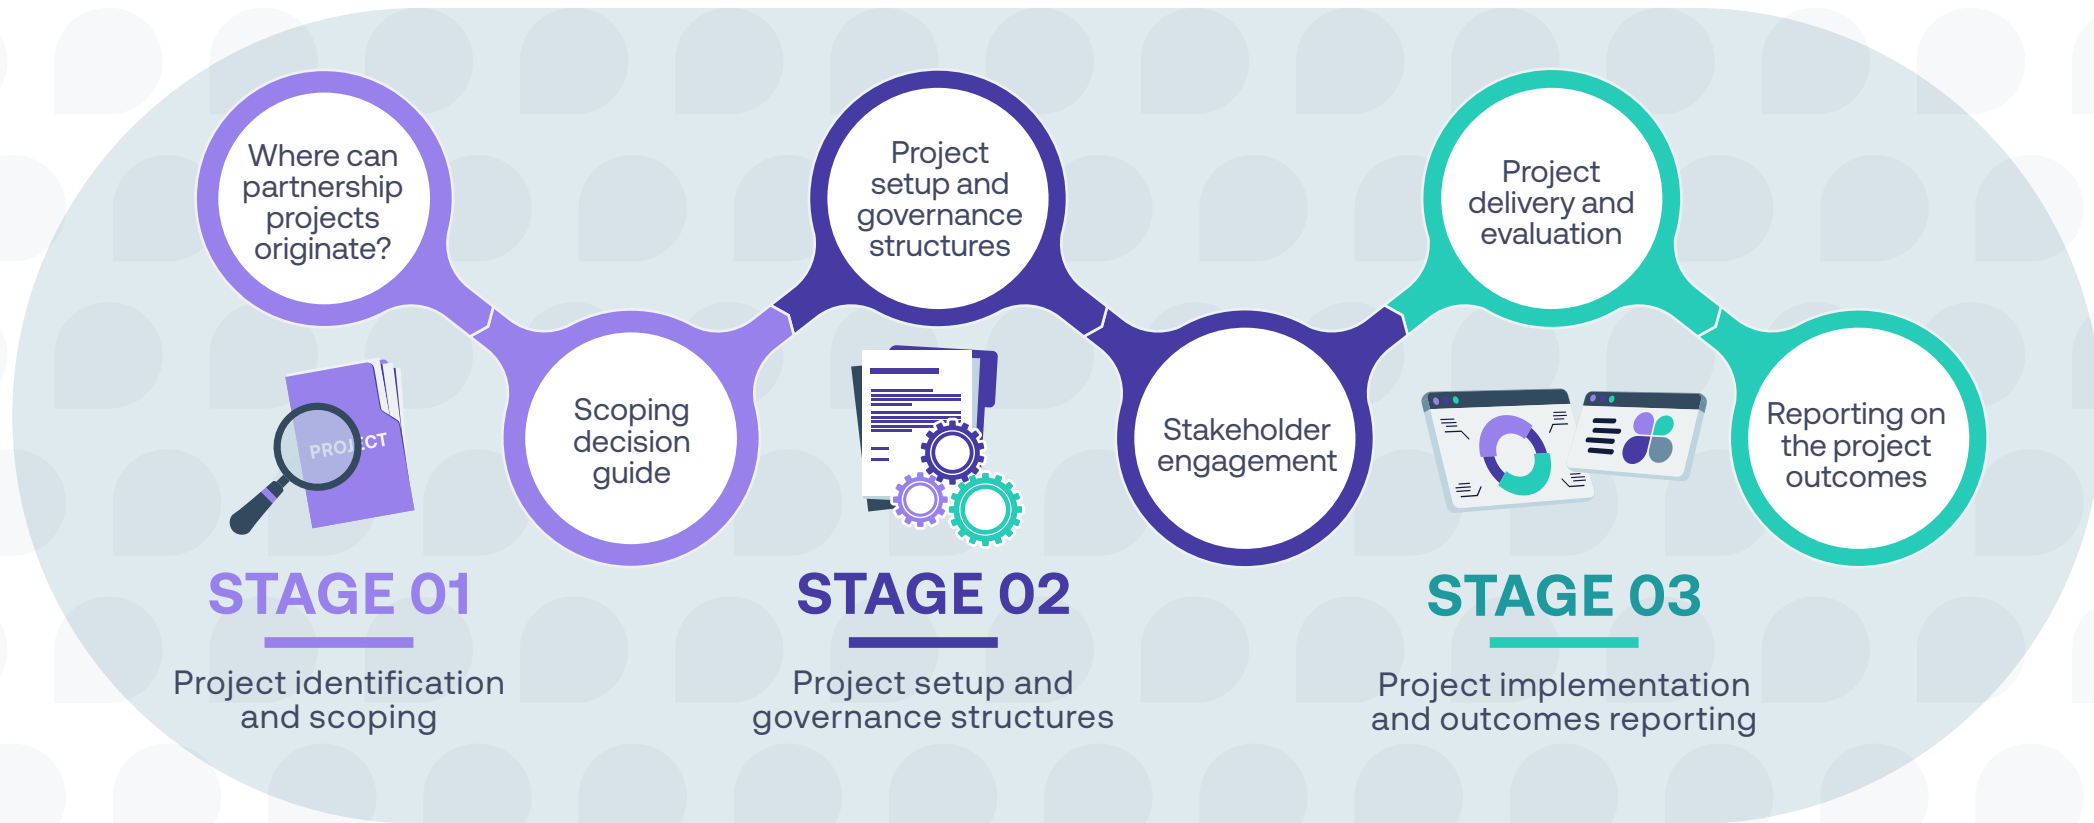 Where can
partnership
projects
originate?
Scoping
decision
guide
Project
setup and
governance
structures
Stakeholder
engagement
Project
delivery and
evaluation
Reporting on
the project
outcomes
PROJECT
STAGE 01
Project identification
and scoping
STAGE 02
Project setup and
governance structures
STAGE 03
Project implementation
and outcomes reporting